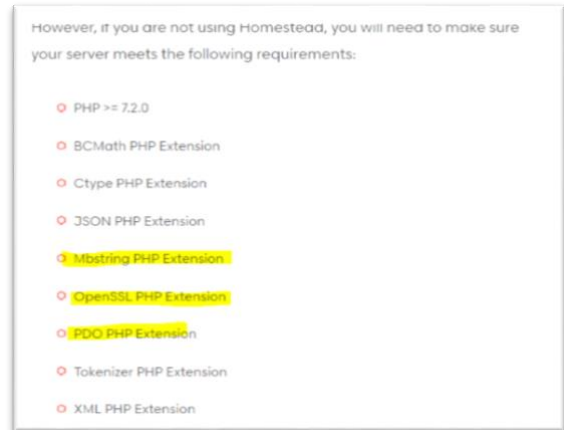 However, if you are not using Homestead, you will need to make sure
your server meets the following requirements:
PHP >= 7.2.0
BCMath PHP Extension
Ctype PHP Extension
JSON PHP Extension
Mbstring PHP Extension
OpenSSL PHP Extension
PDO PHP Extension
Tokenizer PHP Extension
XML PHP Extension